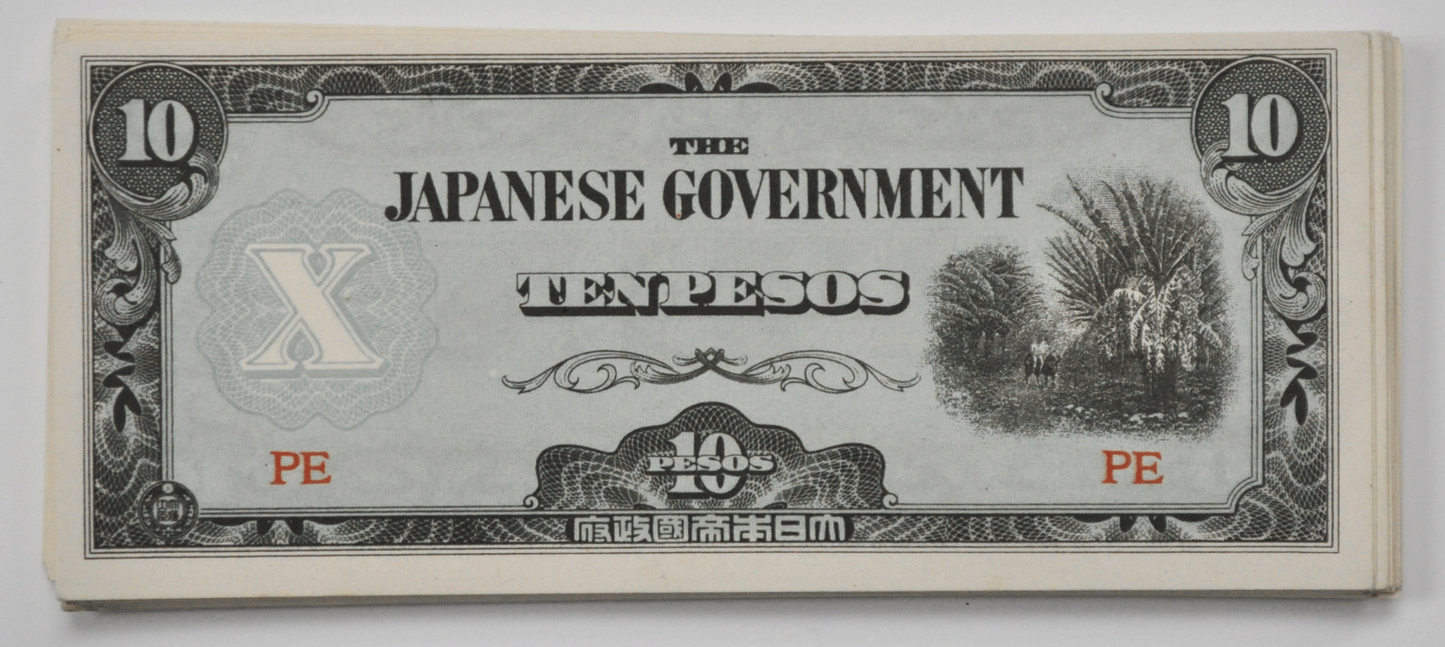 10
10
THE
JAPANESE GOVERNMENT
X
TEN PESOS
10
PESOS
PE
PE
大日本帝國政府